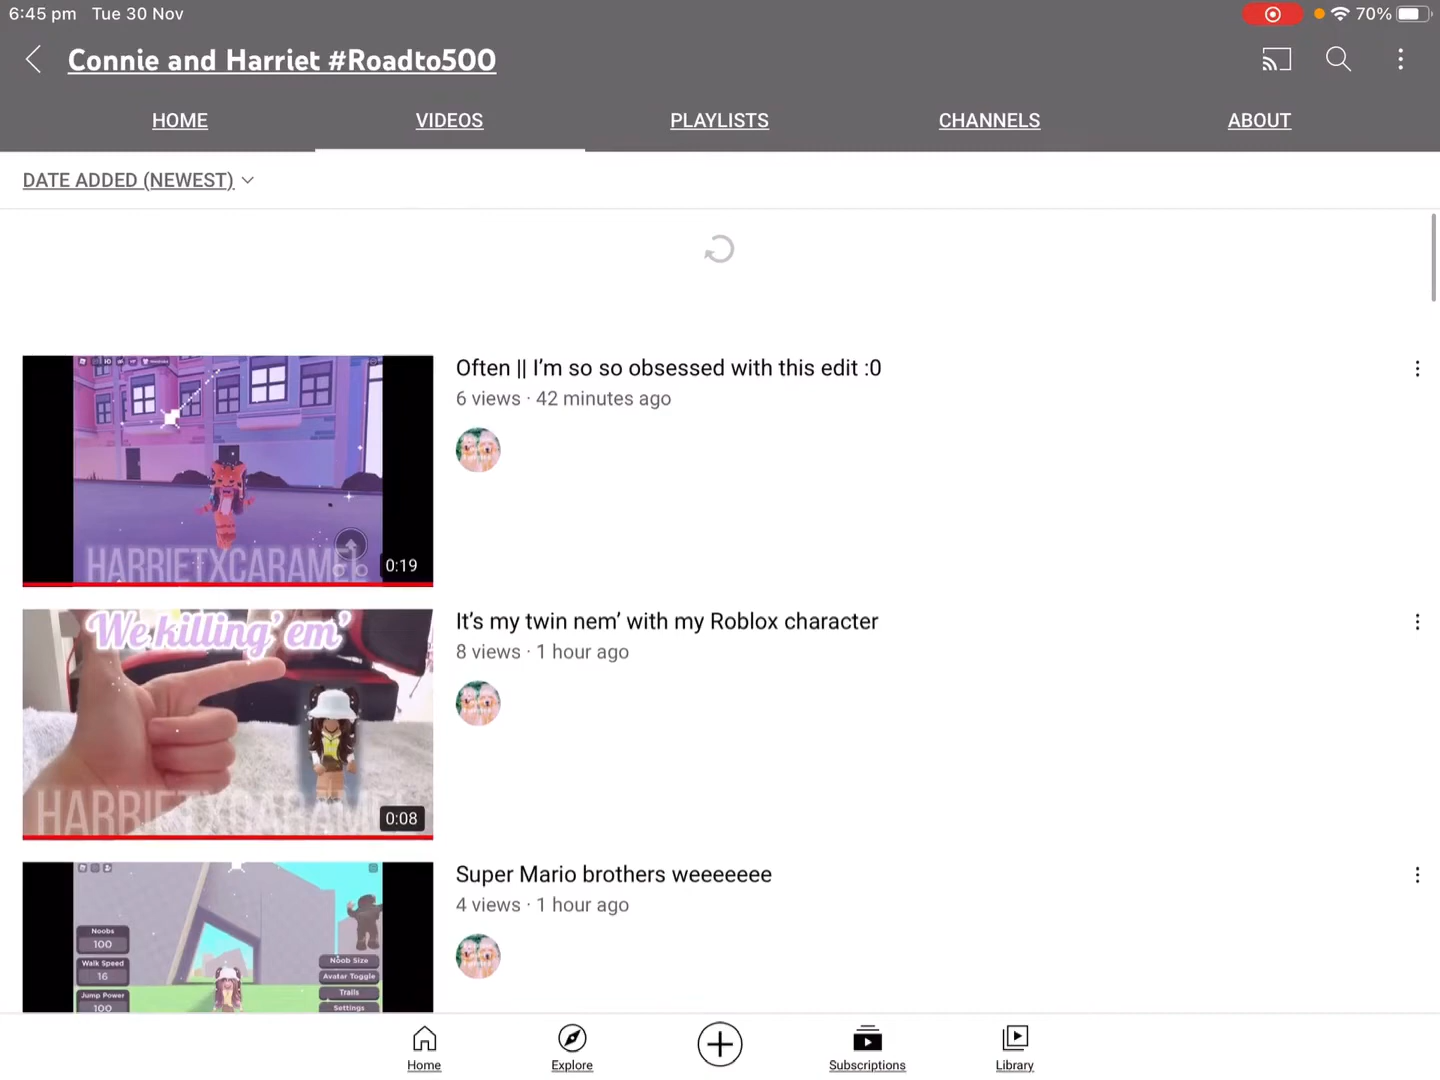 6:45 pm Tue 30 Nov
70%
Connie and Harriet #Roadto500
HOME VIDEOS PLAYLISTS CHANNELS ABOUT
DATE ADDED (NEWEST)
Often || I’m so so obsessed with this edit :0
6 views · 42 minutes ago
HARRIETXCARAMEL
0:19
We killing’ em’
It’s my twin nem’ with my Roblox character
8 views · 1 hour ago
HARRIETXCARAMEL
0:08
Super Mario brothers weeeeeee
4 views · 1 hour ago
Noobs
100
Walk Speed
16
Jump Power
100
Noob Size
Avatar Toggle
Trails
Settings
Home Explore Subscriptions Library